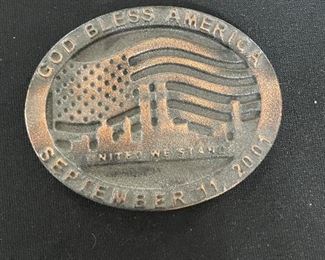 GOD BLESS AMERICA
UNITED WE STAND
SEPTEMBER 11, 2001